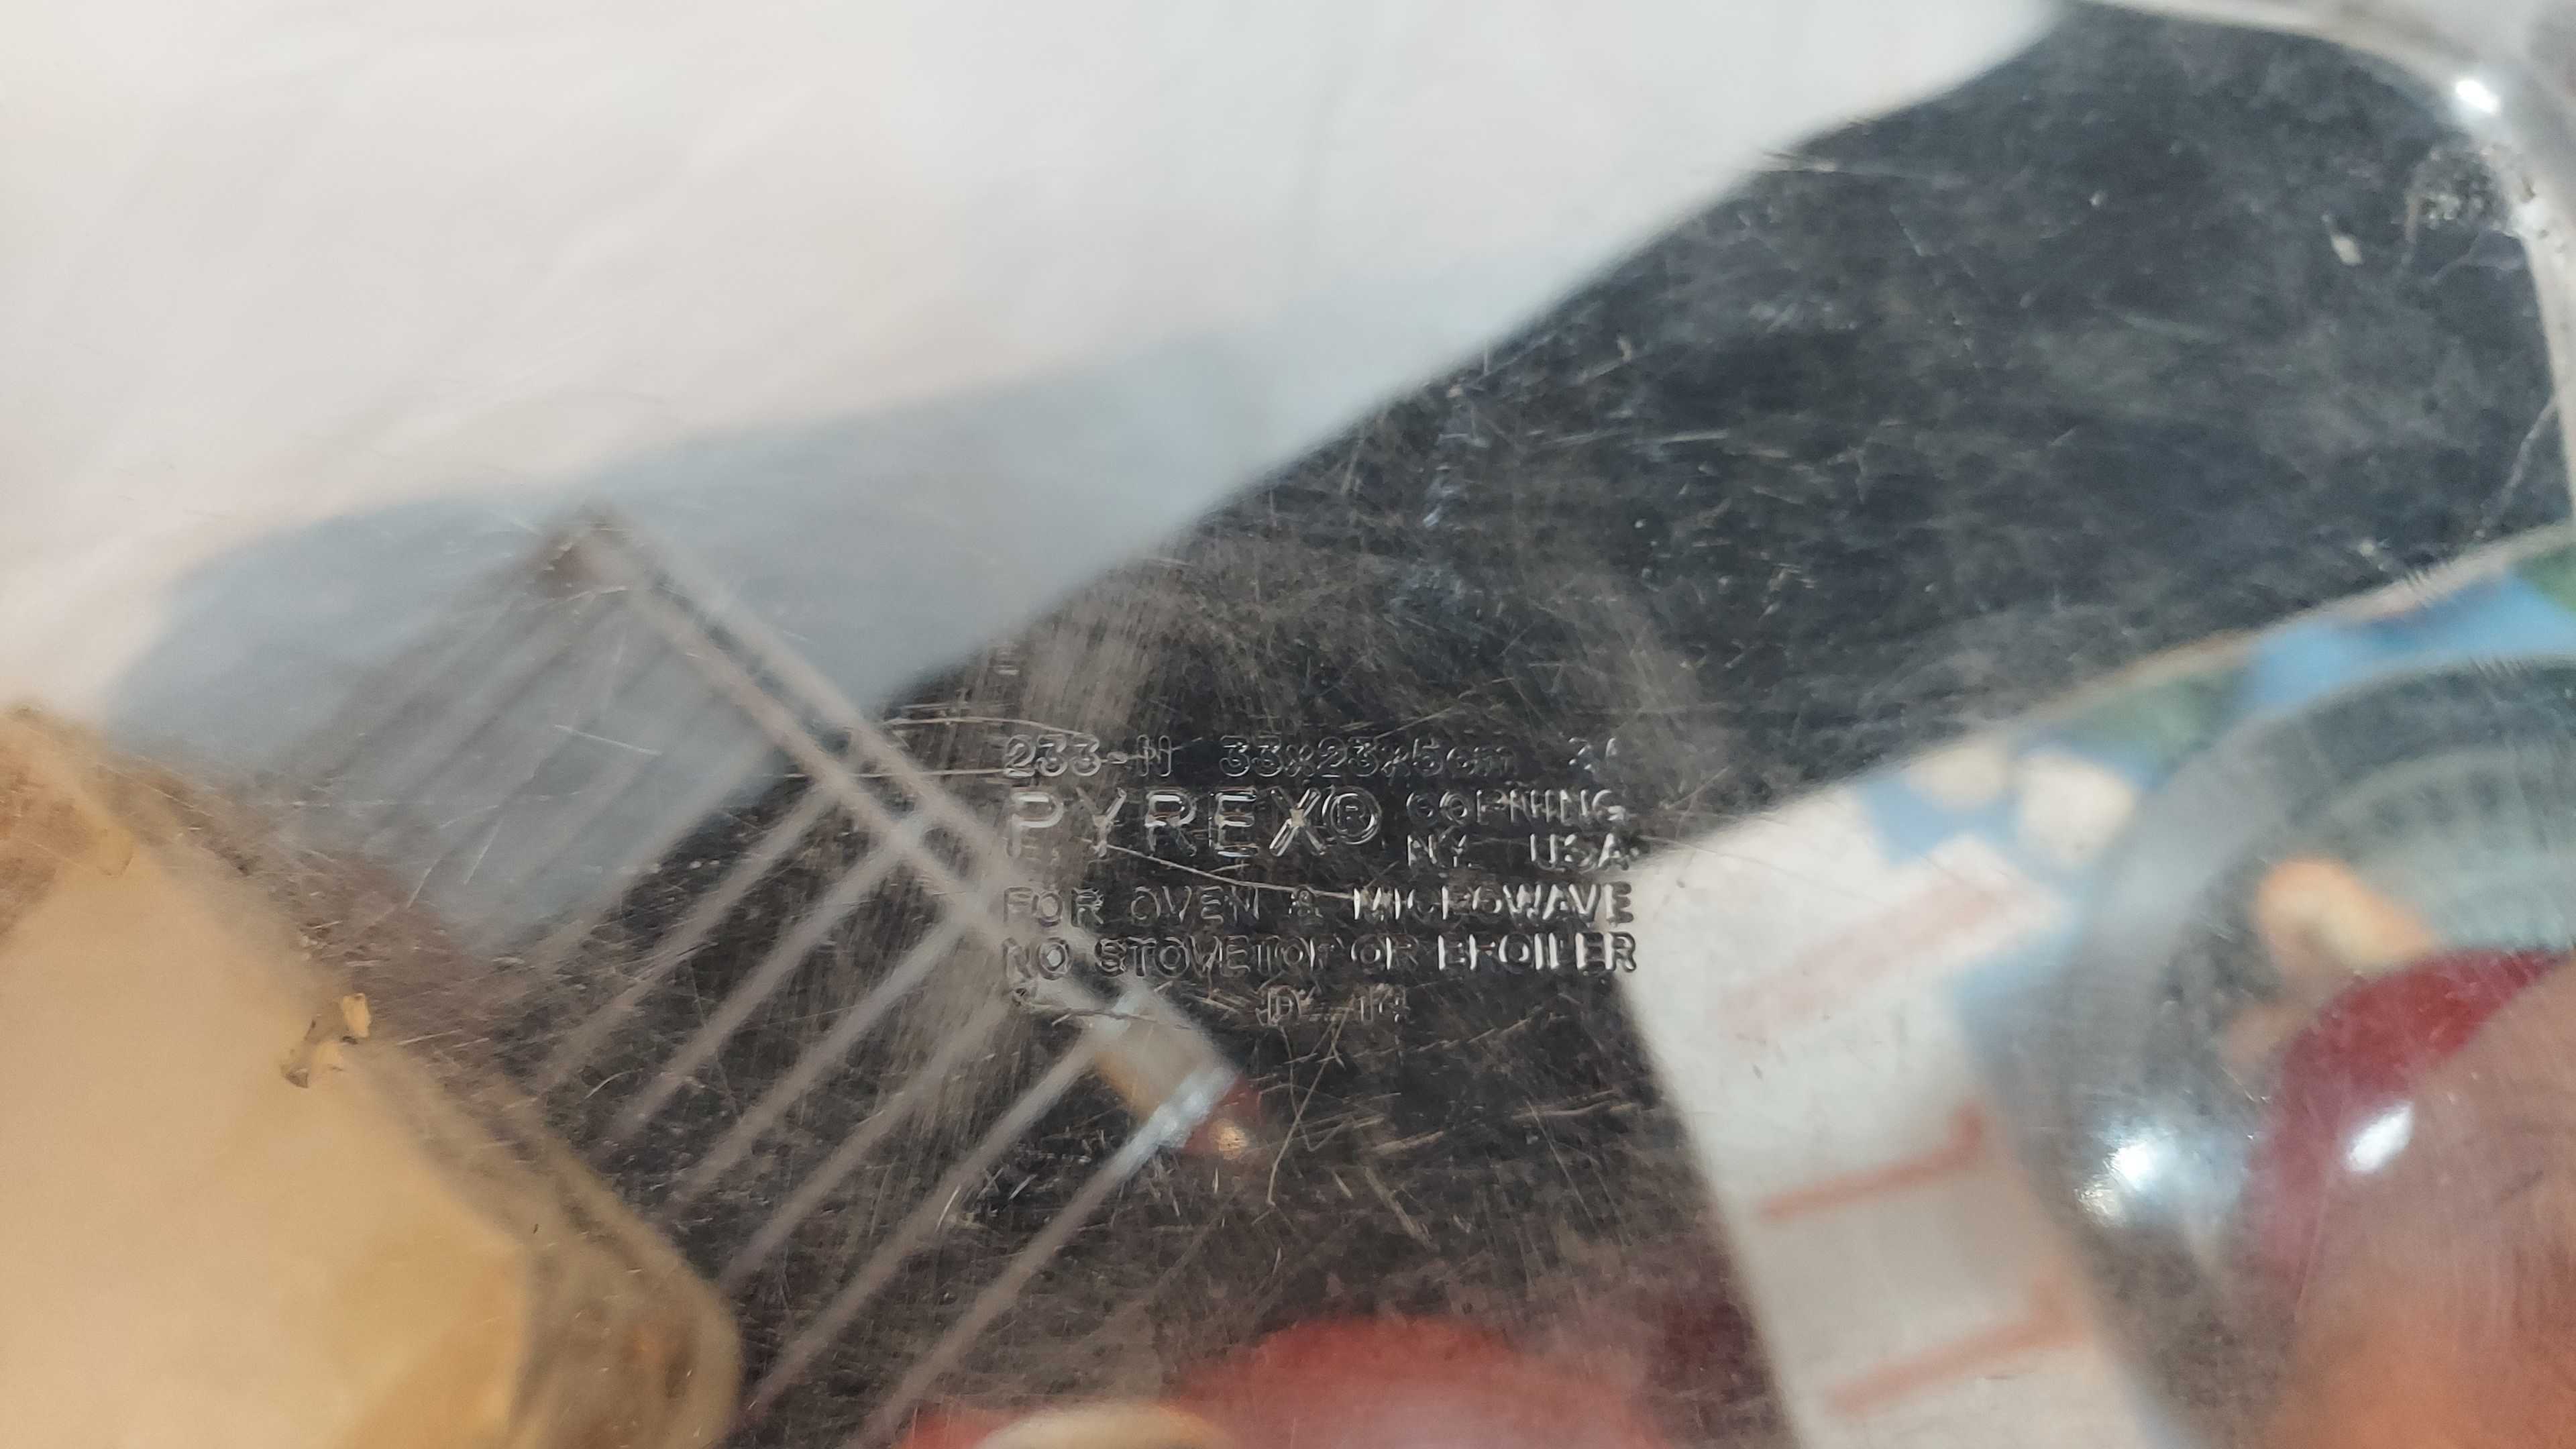 233-N 33x23x5cm
PYREX® CORNING
NY USA
FOR OVEN & MICROWAVE
NO STOVETOP OR BROILER